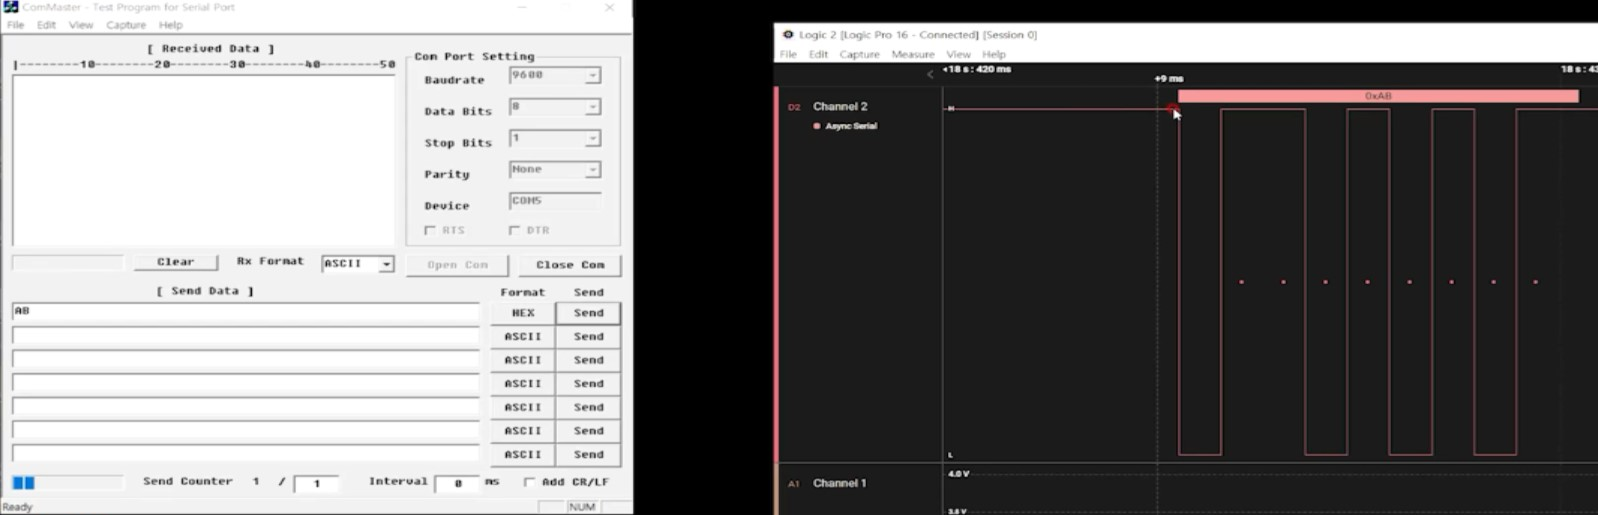 ComMaster - Test Program for Serial Port
File Edit View Capture Help
[ Received Data ]
|--------10--------20--------30--------40--------50
Clear Rx Format ASCII
Com Port Setting
Baudrate 9600
Data Bits 8
Stop Bits 1
Parity None
Device COM5
RTS DTR
Open Com Close Com
[ Send Data ] Format Send
AB HEX Send
ASCII Send
ASCII Send
ASCII Send
ASCII Send
ASCII Send
ASCII Send
Send Counter 1 / 1 Interval 0 ms Add CR/LF
Ready NUM
Logic 2 [Logic Pro 16 - Connected] [Session 0]
File Edit Capture Measure View Help
+18 s : 420 ms
+9 ms
D2 Channel 2
Async Serial
H
0xAB
L
A1 Channel 1
4.0 V